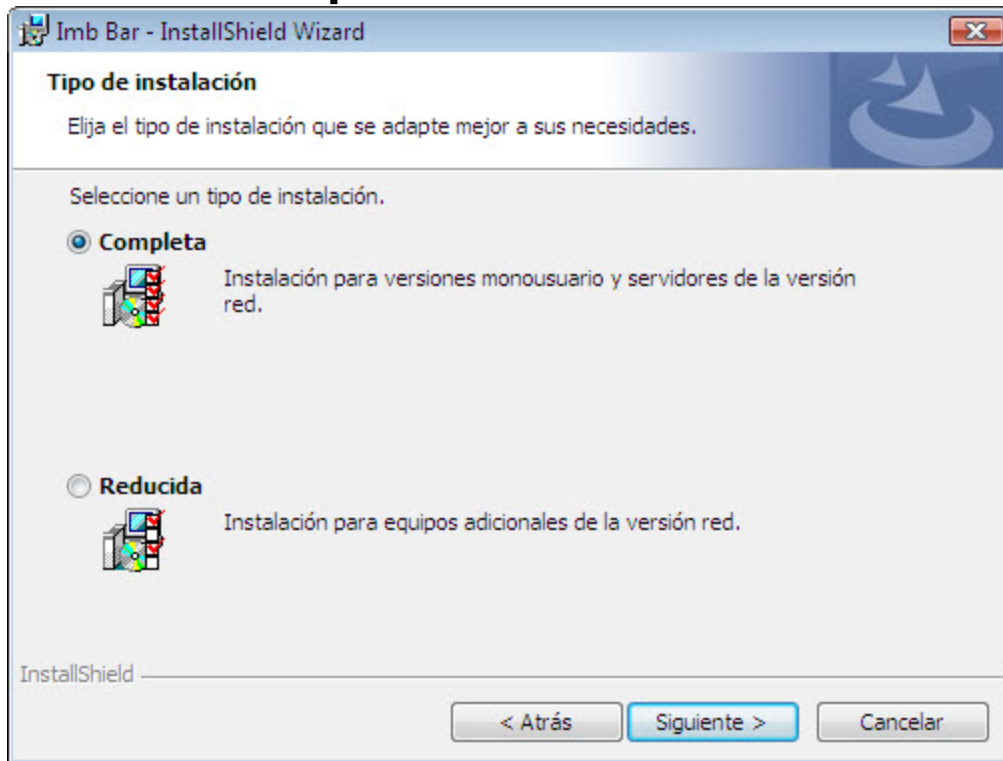 Imb Bar - InstallShield Wizard
Tipo de instalación
Elija el tipo de instalación que se adapte mejor a sus necesidades.
Seleccione un tipo de instalación.
Completa
Instalación para versiones monousuario y servidores de la versión
red.
Reducida
Instalación para equipos adicionales de la versión red.
InstallShield
< Atrás
Siguiente >
Cancelar